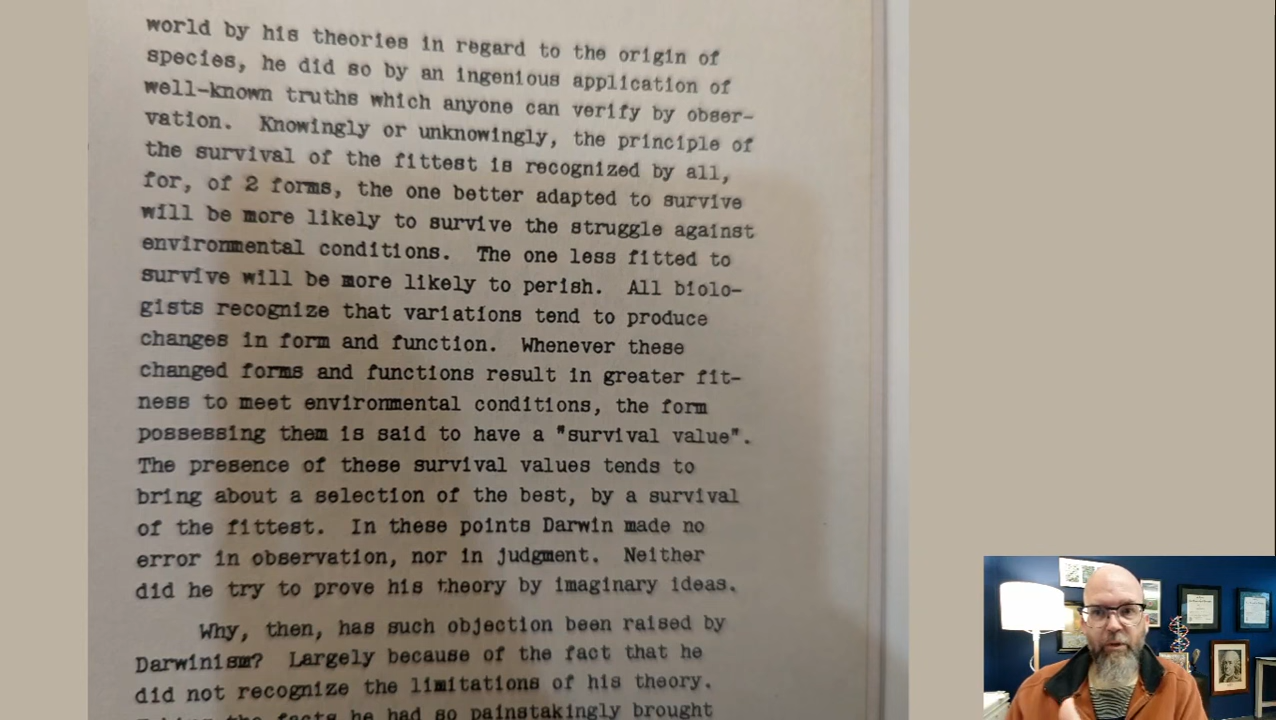 world by his theories in regard to the origin of
species, he did so by an ingenious application of
well-known truths which anyone can verify by obser-
vation. Knowingly or unknowingly, the principle of
the survival of the fittest is recognized by all,
for, of 2 forms, the one better adapted to survive
will be more likely to survive the struggle against
environmental conditions. The one less fitted to
survive will be more likely to perish. All biolo-
gists recognize that variations tend to produce
changes in form and function. Whenever these
changed forms and functions result in greater fit-
ness to meet environmental conditions, the form
possessing them is said to have a "survival value".
The presence of these survival values tends to
bring about a selection of the best, by a survival
of the fittest. In these points Darwin made no
error in observation, nor in judgment. Neither
did he try to prove his theory by imaginary ideas.
Why, then, has such objection been raised by
Darwinism? Largely because of the fact that he
did not recognize the limitations of his theory.
the facts he had so painstakingly brought